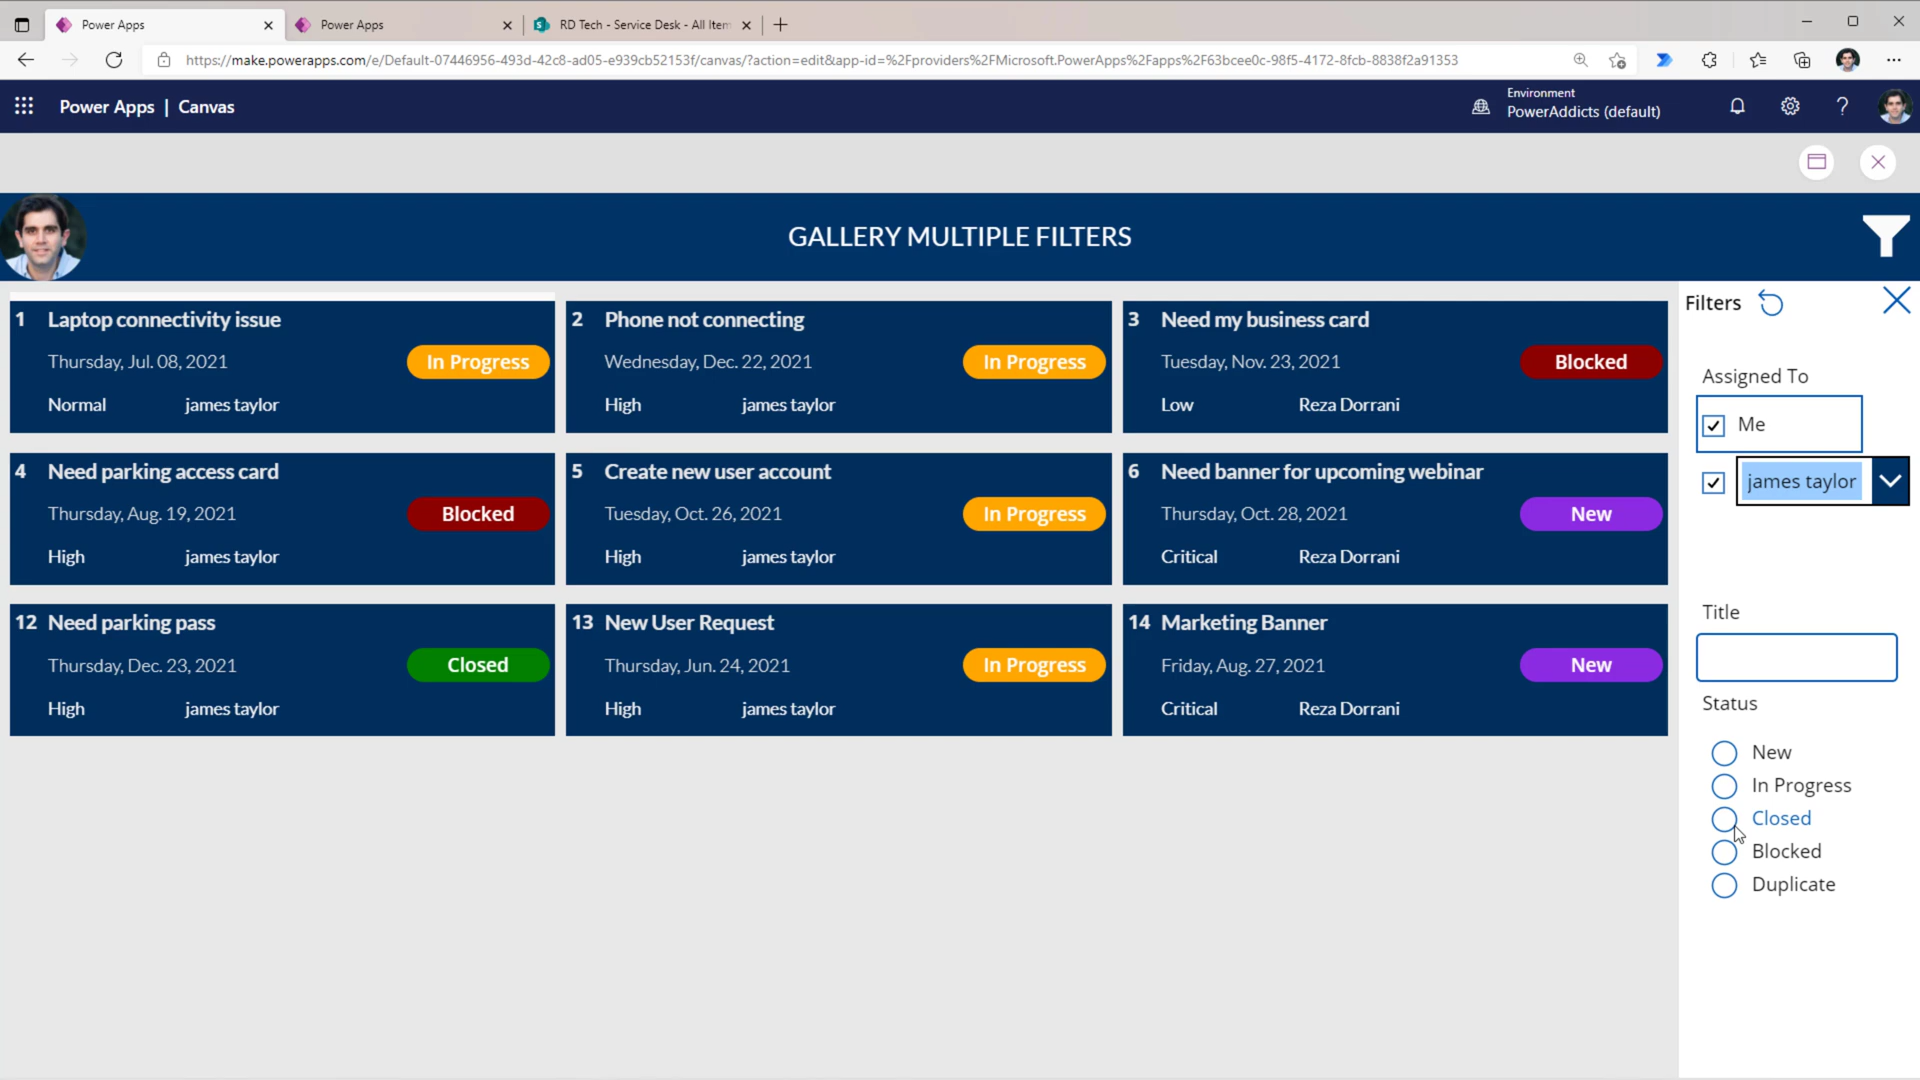 Power Apps
Power Apps
RD Tech - Service Desk - All Item
https://make.powerapps.com/e/Default-07446956-493d-42c8-ad05-e939cb52153f/canvas/?action=edit&app-id=%2Fproviders%2FMicrosoft.PowerApps%2Fapps%2F63bcee0c-98f5-4172-8fcb-8838f2a91353
Power Apps | Canvas
Environment
PowerAddicts (default)
GALLERY MULTIPLE FILTERS
1 Laptop connectivity issue
Thursday, Jul. 08, 2021
In Progress
Normal james taylor
2 Phone not connecting
Wednesday, Dec. 22, 2021
In Progress
High james taylor
3 Need my business card
Tuesday, Nov. 23, 2021
Blocked
Low Reza Dorrani
4 Need parking access card
Thursday, Aug. 19, 2021
Blocked
High james taylor
5 Create new user account
Tuesday, Oct. 26, 2021
In Progress
High james taylor
6 Need banner for upcoming webinar
Thursday, Oct. 28, 2021
New
Critical Reza Dorrani
12 Need parking pass
Thursday, Dec. 23, 2021
Closed
High james taylor
13 New User Request
Thursday, Jun. 24, 2021
In Progress
High james taylor
14 Marketing Banner
Friday, Aug. 27, 2021
New
Critical Reza Dorrani
Filters
Assigned To
Me
james taylor
Title
Status
New
In Progress
Closed
Blocked
Duplicate